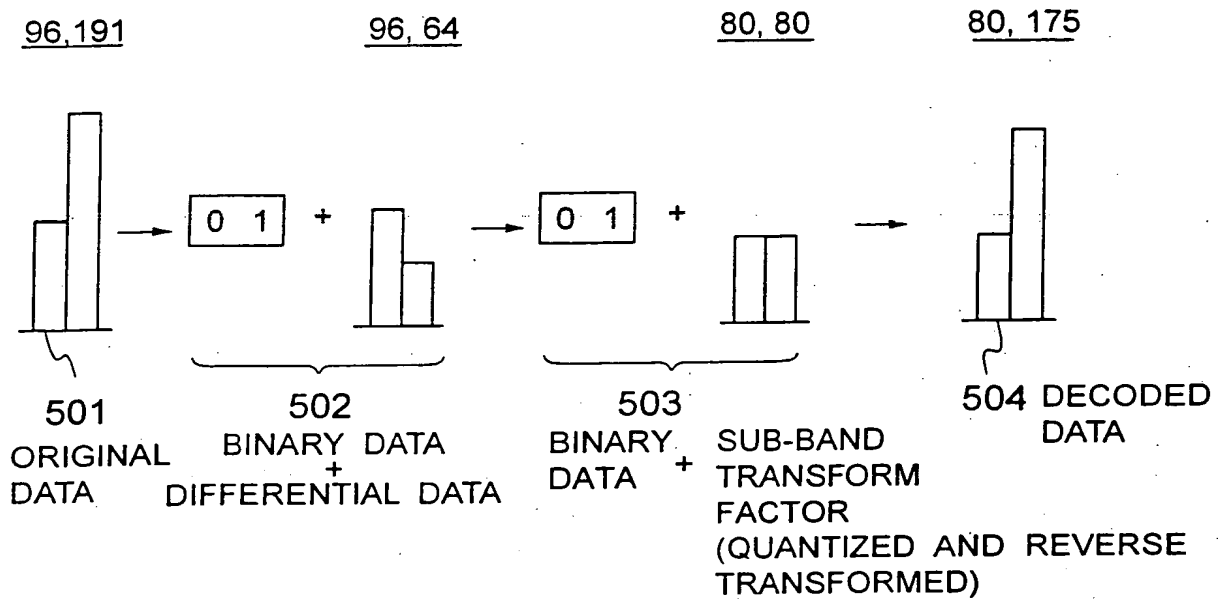 96,191 96,64 80,80 80,175
0 1 + 0 1 +
501
ORIGINAL
DATA
502
BINARY DATA
+
DIFFERENTIAL DATA
503
BINARY
DATA + SUB-BAND
TRANSFORM
FACTOR
(QUANTIZED AND REVERSE
TRANSFORMED)
504 DECODED
DATA